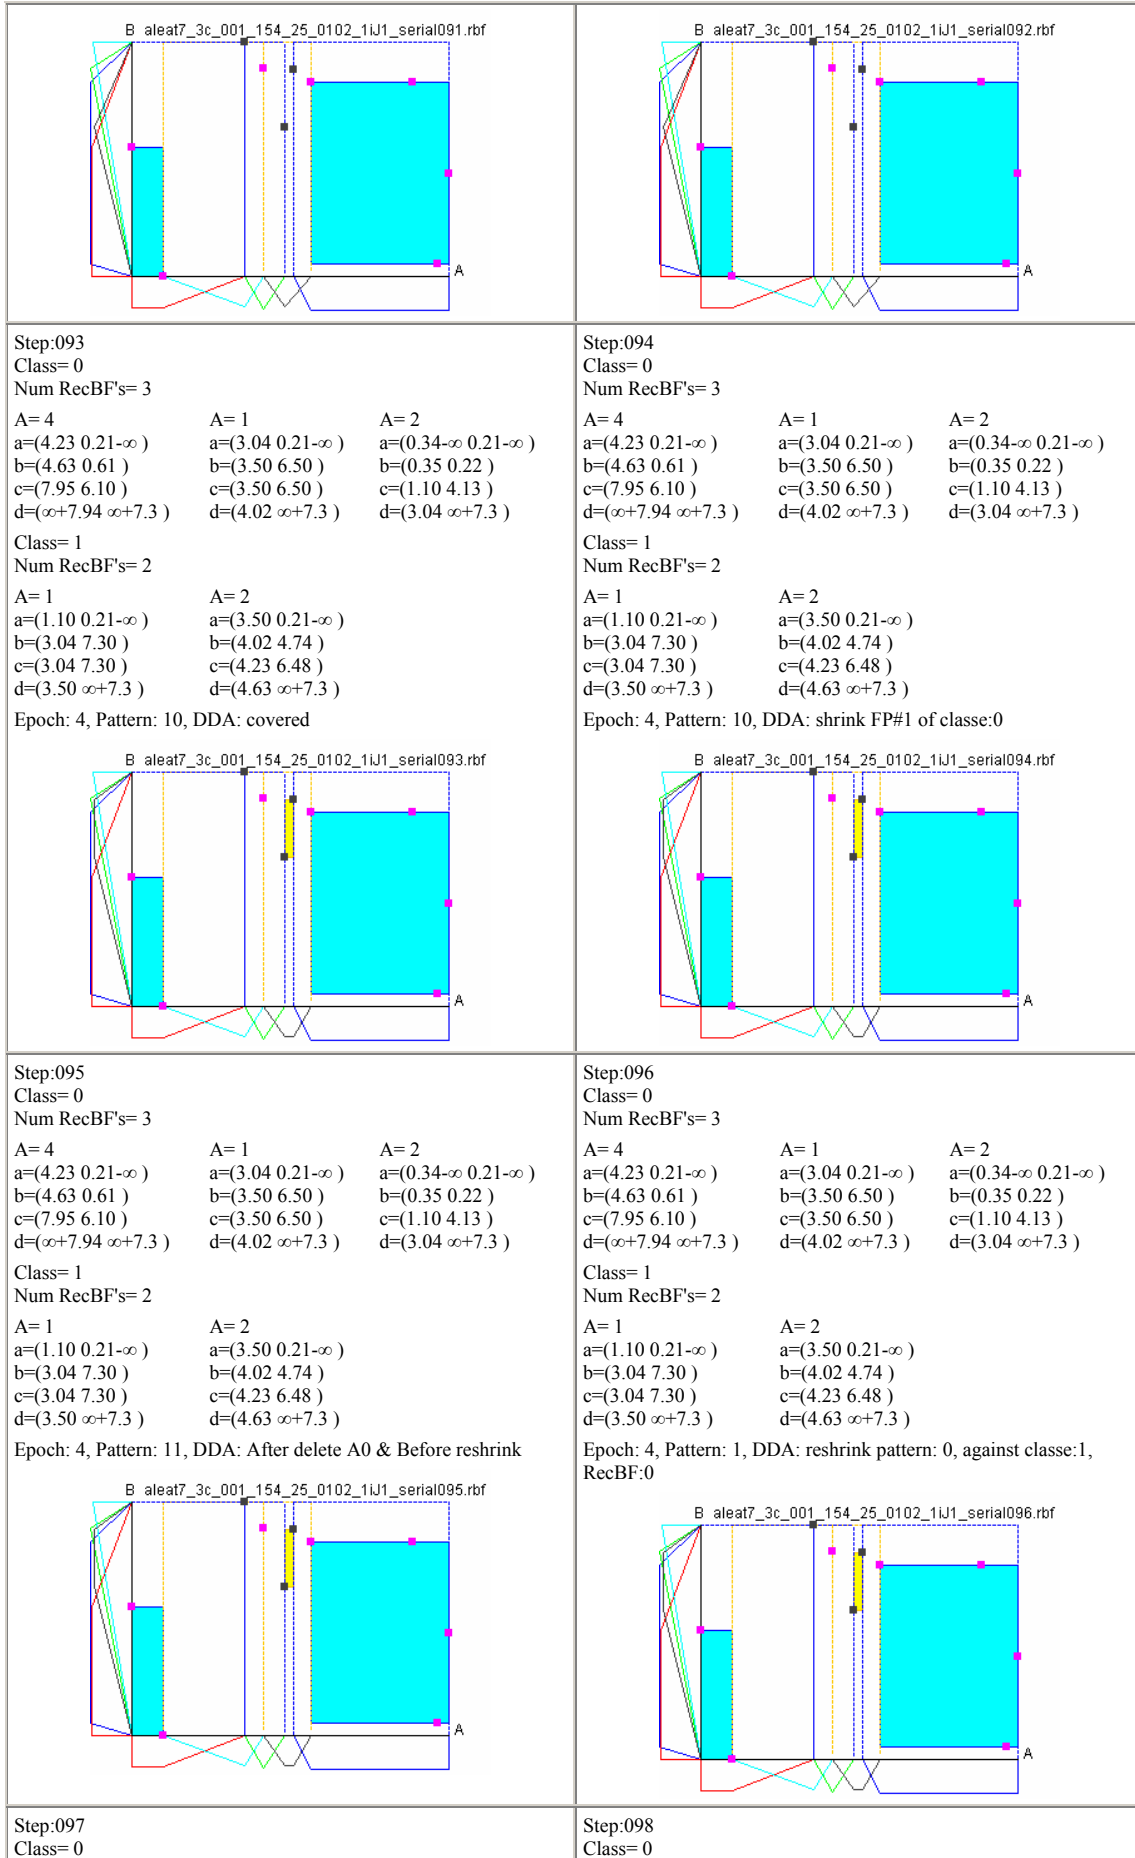 B aleat7_3c_001_154_25_0102_1iJ1_serial091.rbf
A
B aleat7_3c_001_154_25_0102_1iJ1_serial092.rbf
A
Step:093
Class= 0
Num RecBF's= 3
A= 4 A= 1 A= 2
a=(4.23 0.21-∞ ) a=(3.04 0.21-∞ ) a=(0.34-∞ 0.21-∞ )
b=(4.63 0.61 ) b=(3.50 6.50 ) b=(0.35 0.22 )
c=(7.95 6.10 ) c=(3.50 6.50 ) c=(1.10 4.13 )
d=(∞+7.94 ∞+7.3 ) d=(4.02 ∞+7.3 ) d=(3.04 ∞+7.3 )
Class= 1
Num RecBF's= 2
A= 1 A= 2
a=(1.10 0.21-∞ ) a=(3.50 0.21-∞ )
b=(3.04 7.30 ) b=(4.02 4.74 )
c=(3.04 7.30 ) c=(4.23 6.48 )
d=(3.50 ∞+7.3 ) d=(4.63 ∞+7.3 )
Epoch: 4, Pattern: 10, DDA: covered
B aleat7_3c_001_154_25_0102_1iJ1_serial093.rbf
A
Step:094
Class= 0
Num RecBF's= 3
A= 4 A= 1 A= 2
a=(4.23 0.21-∞ ) a=(3.04 0.21-∞ ) a=(0.34-∞ 0.21-∞ )
b=(4.63 0.61 ) b=(3.50 6.50 ) b=(0.35 0.22 )
c=(7.95 6.10 ) c=(3.50 6.50 ) c=(1.10 4.13 )
d=(∞+7.94 ∞+7.3 ) d=(4.02 ∞+7.3 ) d=(3.04 ∞+7.3 )
Class= 1
Num RecBF's= 2
A= 1 A= 2
a=(1.10 0.21-∞ ) a=(3.50 0.21-∞ )
b=(3.04 7.30 ) b=(4.02 4.74 )
c=(3.04 7.30 ) c=(4.23 6.48 )
d=(3.50 ∞+7.3 ) d=(4.63 ∞+7.3 )
Epoch: 4, Pattern: 10, DDA: shrink FP#1 of classe:0
B aleat7_3c_001_154_25_0102_1iJ1_serial094.rbf
A
Step:095
Class= 0
Num RecBF's= 3
A= 4 A= 1 A= 2
a=(4.23 0.21-∞ ) a=(3.04 0.21-∞ ) a=(0.34-∞ 0.21-∞ )
b=(4.63 0.61 ) b=(3.50 6.50 ) b=(0.35 0.22 )
c=(7.95 6.10 ) c=(3.50 6.50 ) c=(1.10 4.13 )
d=(∞+7.94 ∞+7.3 ) d=(4.02 ∞+7.3 ) d=(3.04 ∞+7.3 )
Class= 1
Num RecBF's= 2
A= 1 A= 2
a=(1.10 0.21-∞ ) a=(3.50 0.21-∞ )
b=(3.04 7.30 ) b=(4.02 4.74 )
c=(3.04 7.30 ) c=(4.23 6.48 )
d=(3.50 ∞+7.3 ) d=(4.63 ∞+7.3 )
Epoch: 4, Pattern: 11, DDA: After delete A0 & Before reshrink
B aleat7_3c_001_154_25_0102_1iJ1_serial095.rbf
A
Step:096
Class= 0
Num RecBF's= 3
A= 4 A= 1 A= 2
a=(4.23 0.21-∞ ) a=(3.04 0.21-∞ ) a=(0.34-∞ 0.21-∞ )
b=(4.63 0.61 ) b=(3.50 6.50 ) b=(0.35 0.22 )
c=(7.95 6.10 ) c=(3.50 6.50 ) c=(1.10 4.13 )
d=(∞+7.94 ∞+7.3 ) d=(4.02 ∞+7.3 ) d=(3.04 ∞+7.3 )
Class= 1
Num RecBF's= 2
A= 1 A= 2
a=(1.10 0.21-∞ ) a=(3.50 0.21-∞ )
b=(3.04 7.30 ) b=(4.02 4.74 )
c=(3.04 7.30 ) c=(4.23 6.48 )
d=(3.50 ∞+7.3 ) d=(4.63 ∞+7.3 )
Epoch: 4, Pattern: 1, DDA: reshrink pattern: 0, against classe:1,
RecBF:0
B aleat7_3c_001_154_25_0102_1iJ1_serial096.rbf
A
Step:097
Class= 0
Step:098
Class= 0